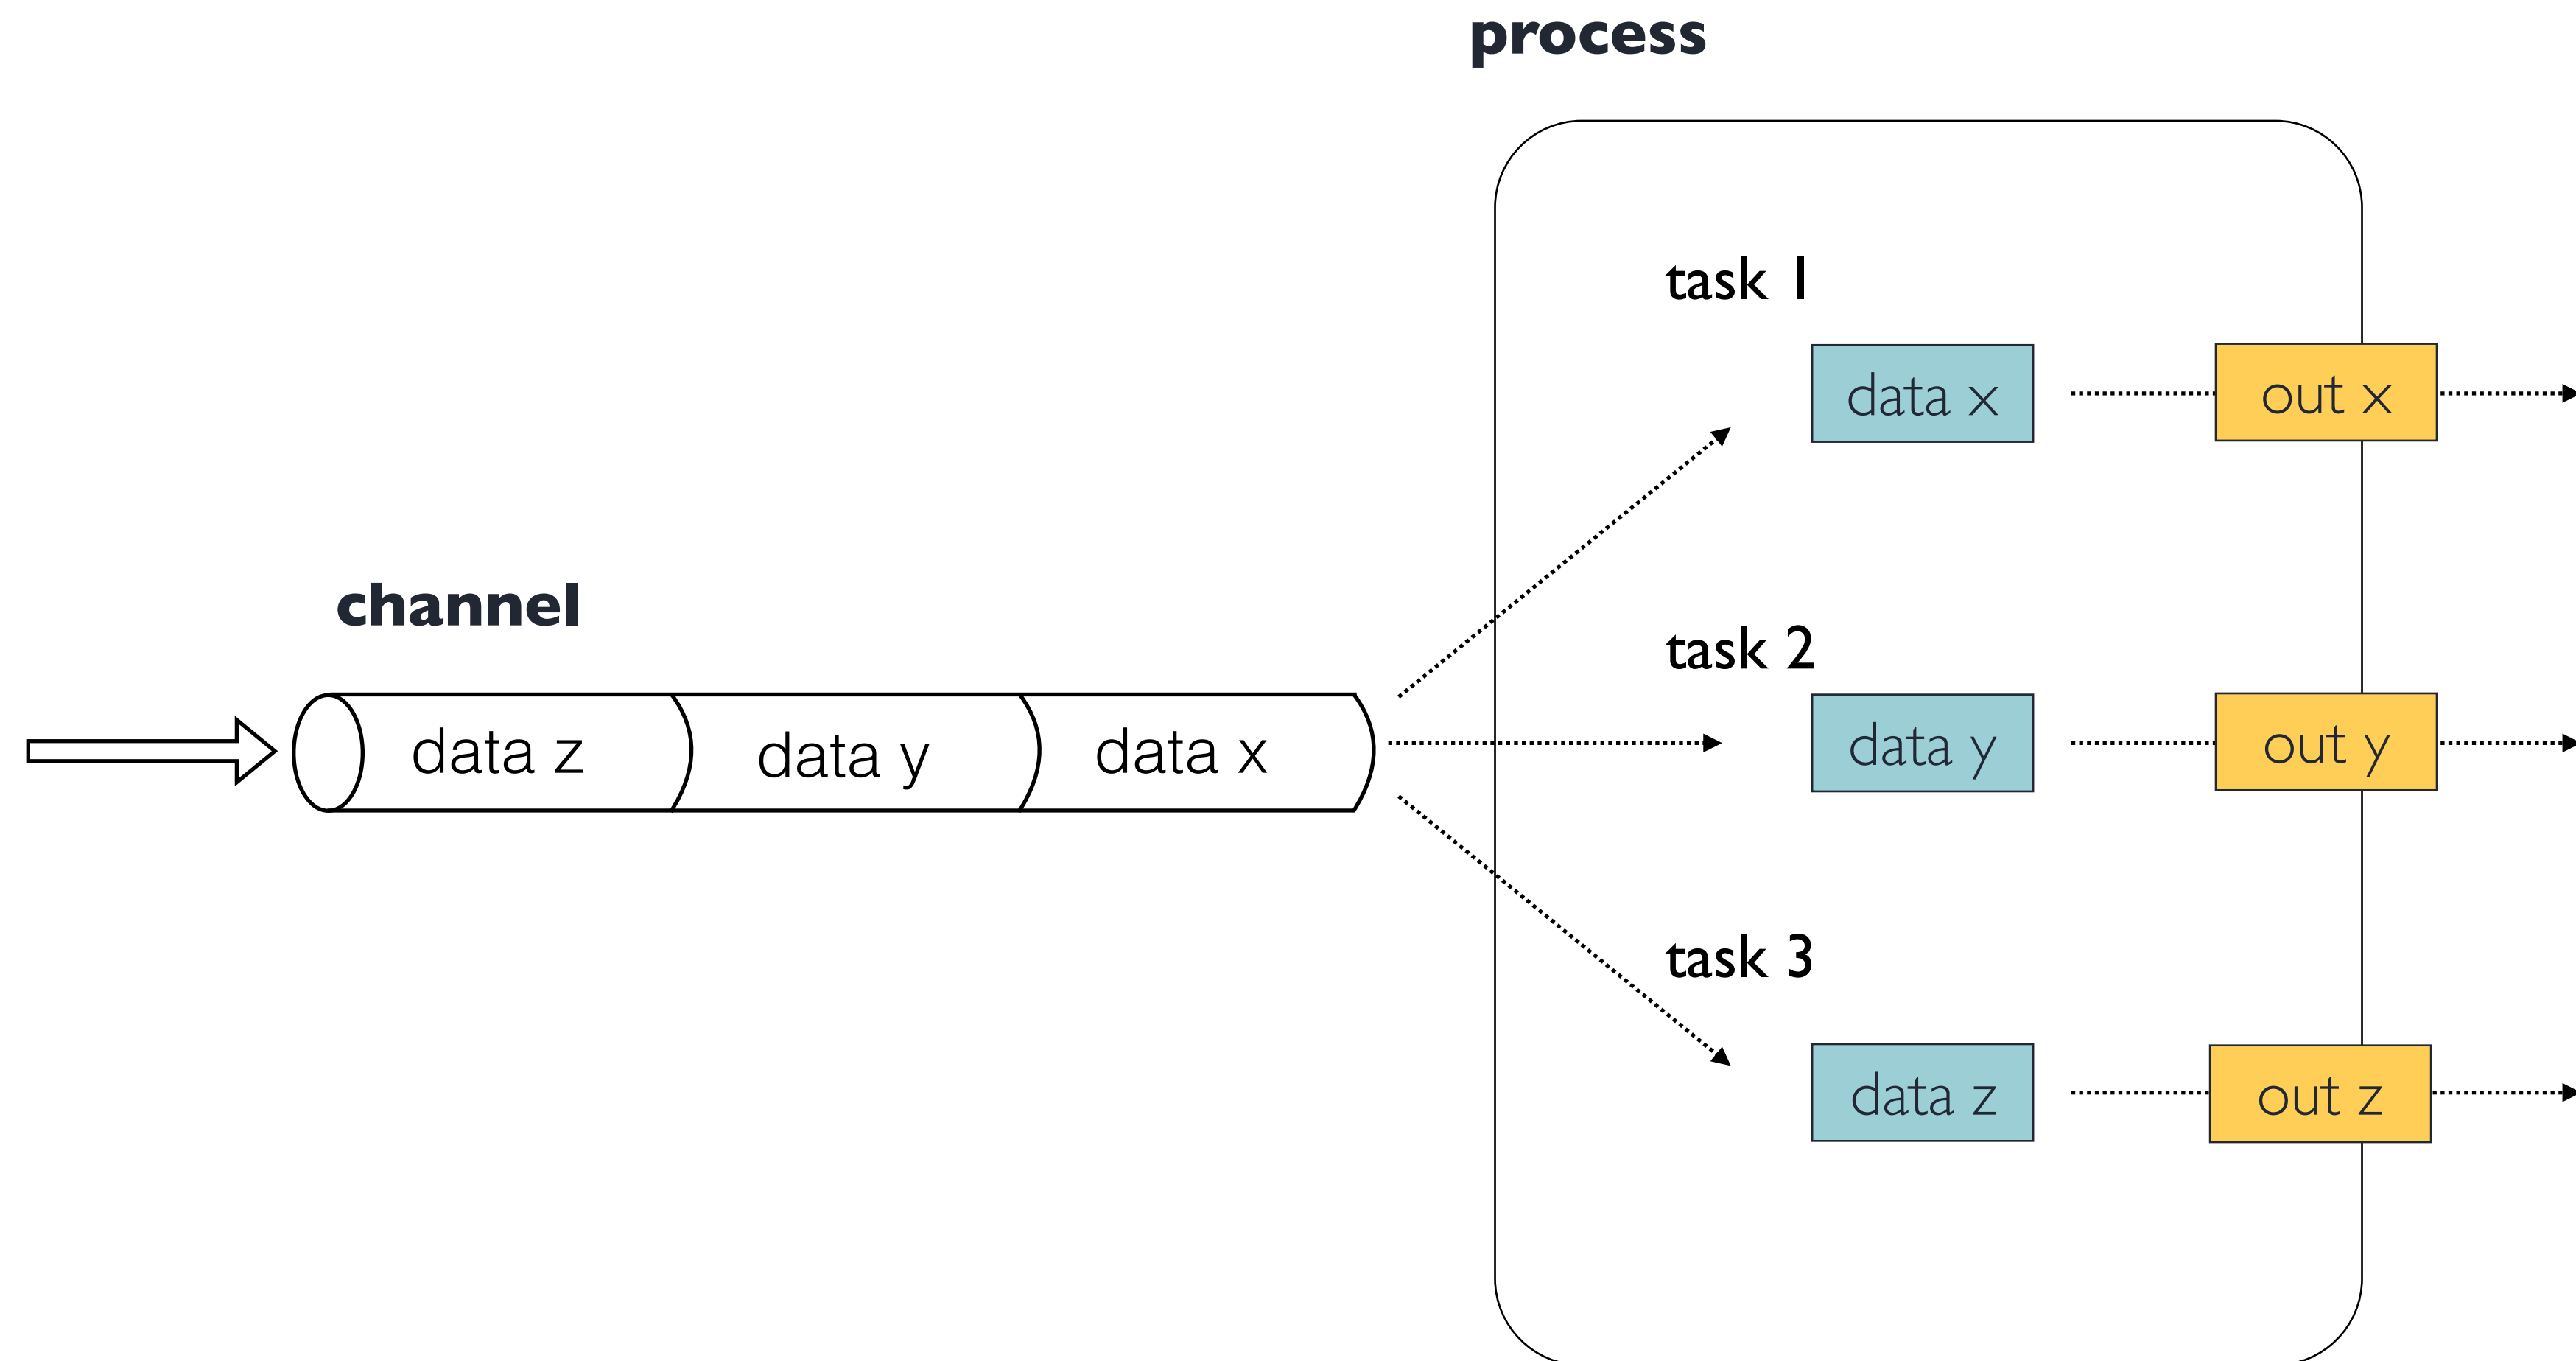 process
task 1
data x
out x
channel
task 2
data z
data y
data x
data y
out y
task 3
data z
out z